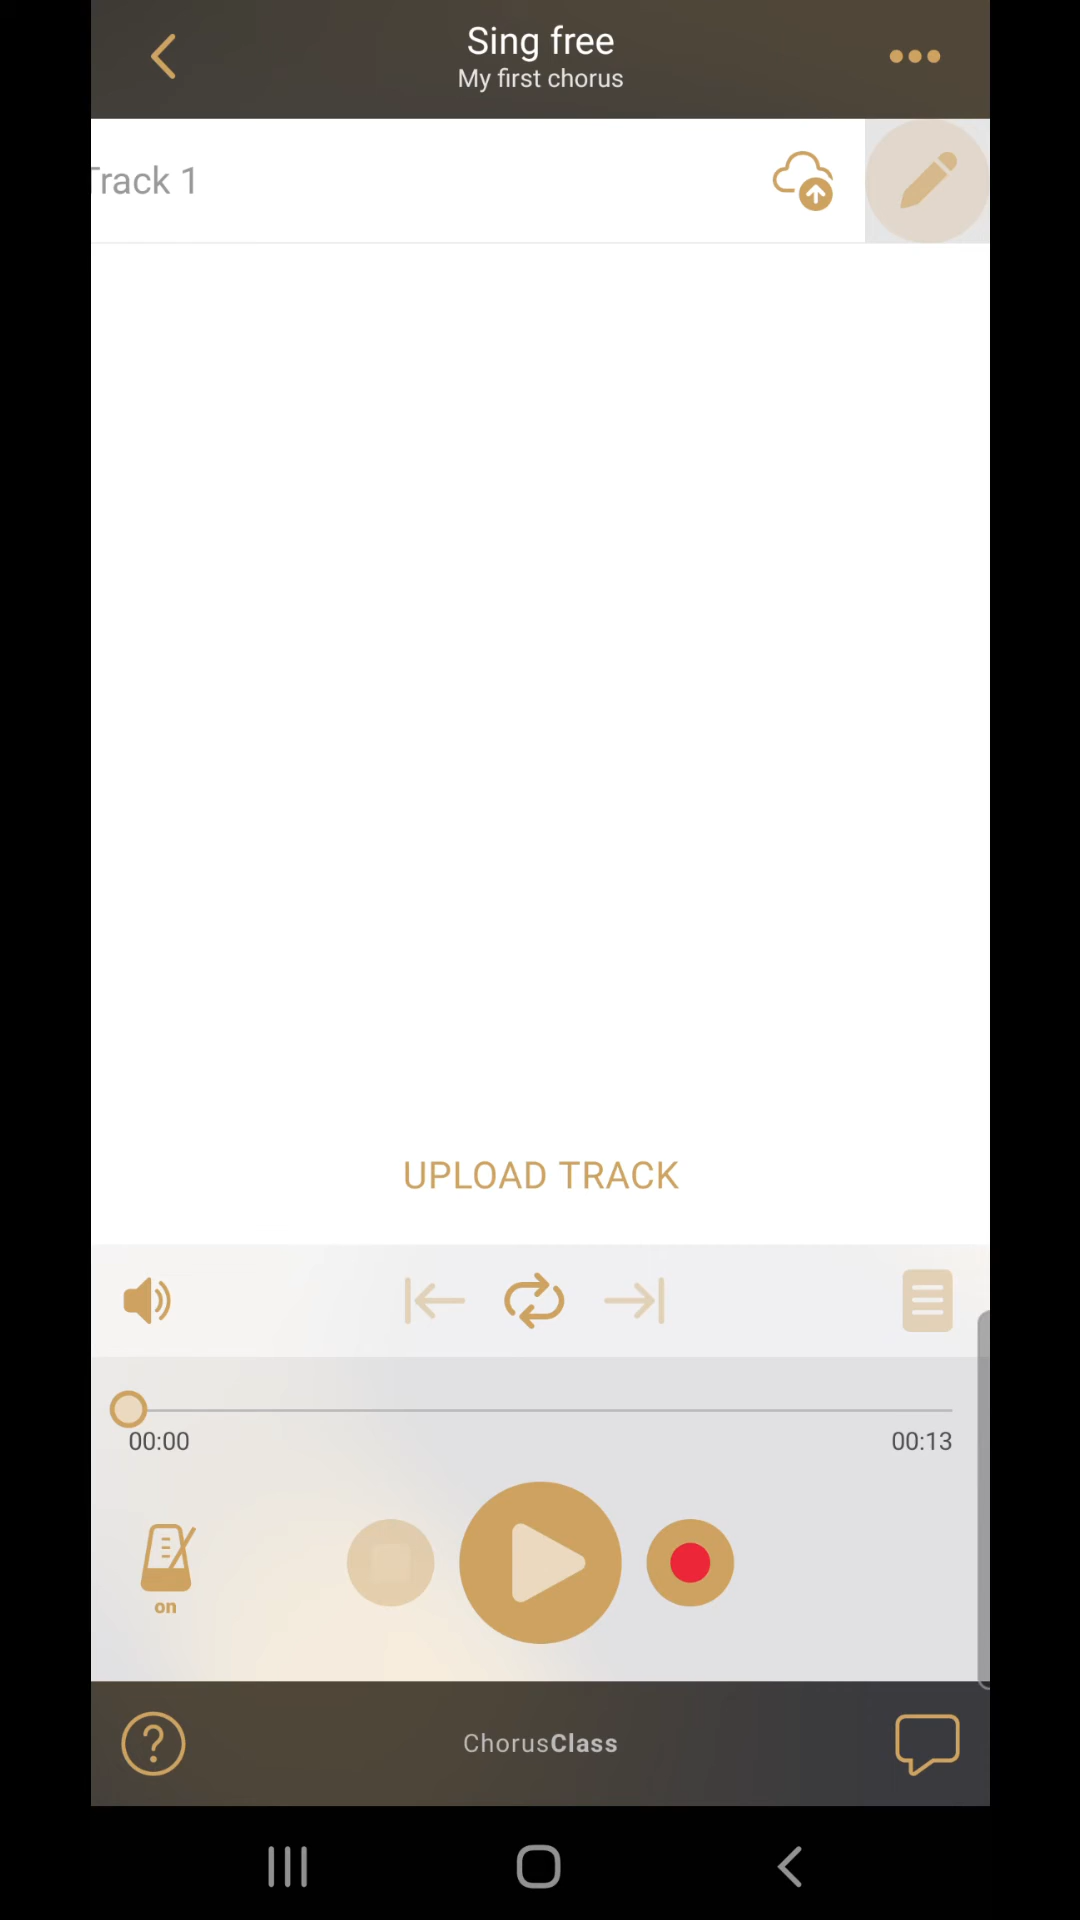 Sing free
My first chorus
Track 1
UPLOAD TRACK
00:00
00:13
on
?
ChorusClass